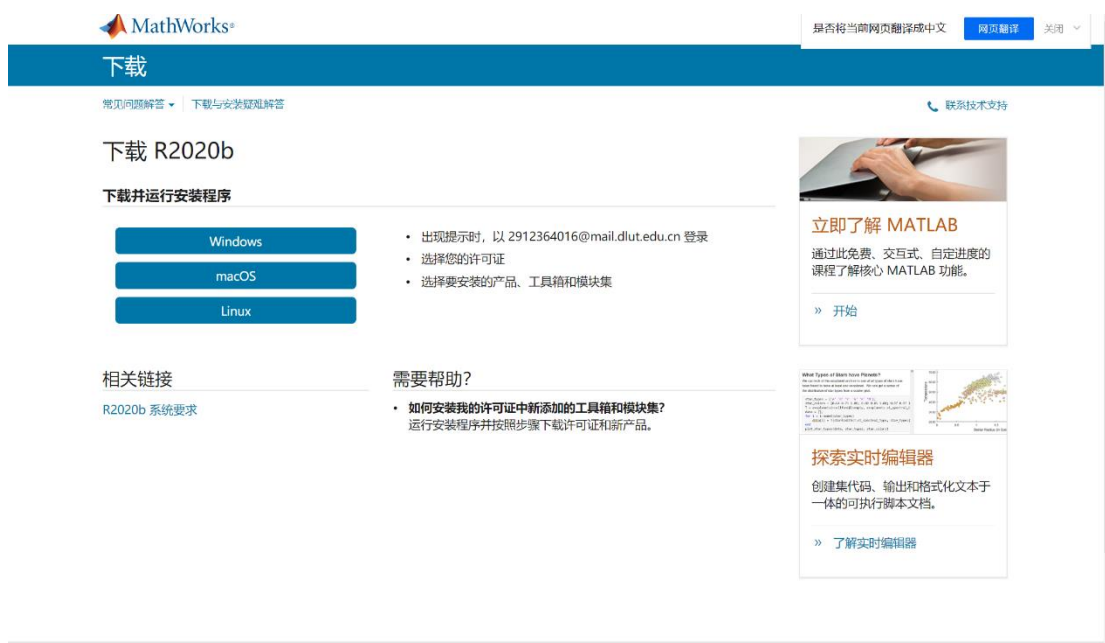 MathWorks®
是否将当前网页翻译成中文 网页翻译 关闭
下载
常见问题解答 下载与安装疑难解答
联系技术支持
下载 R2020b
下载并运行安装程序
Windows
macOS
Linux
• 出现提示时，以 2912364016@mail.dlut.edu.cn 登录
• 选择您的许可证
• 选择要安装的产品、工具箱和模块集
相关链接
R2020b 系统要求
需要帮助?
• 如何安装我的许可证中新添加的工具箱和模块集?
运行安装程序并按照步骤下载许可证和新产品。
立即了解 MATLAB
通过此免费、交互式、自定进度的
课程了解核心 MATLAB 功能。
» 开始
What Types of Stars have Planets?
探索实时编辑器
创建集代码、输出和格式化文本于
一体的可执行脚本文档。
» 了解实时编辑器